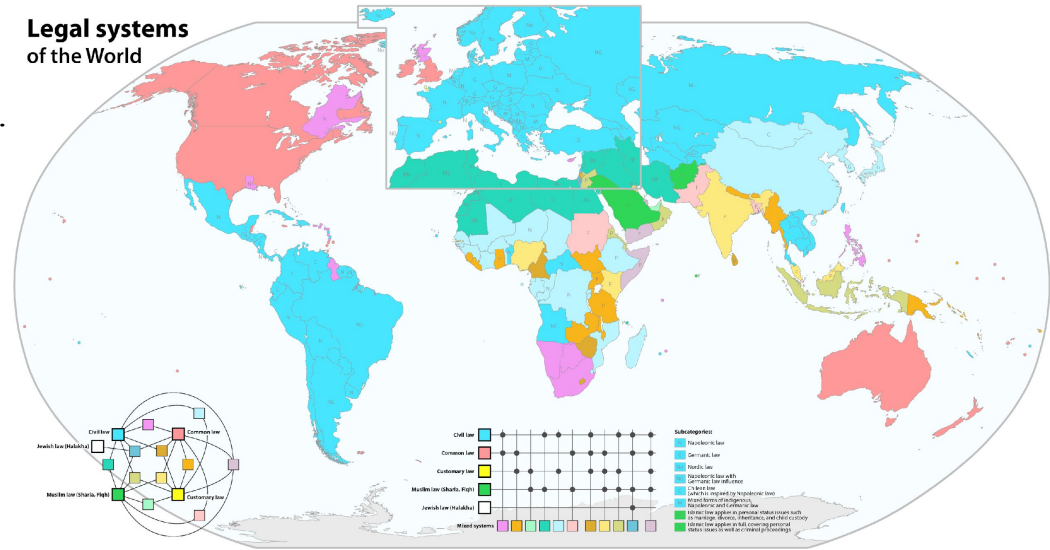 Legal systems
of the World
Civil law
Common law
Jewish law (Halakha)
Muslim law (Sharia, Fiqh)
Customary law
Civil law
Common law
Customary law
Muslim law (Sharia, Fiqh)
Jewish law (Halakha)
Mixed systems
Subcategories:
Napoleonic law
Germanic law
Nordic law
Napoleonic law with
Germanic law influence
Chilean law
(which is inspired by Napoleonic law)
Mixed forms of indigenous,
Napoleonic and Germanic law
Islamic law applies in personal status issues such
as marriage, divorce, inheritance, and child custody
Islamic law applies in full, covering personal
status issues as well as criminal proceedings